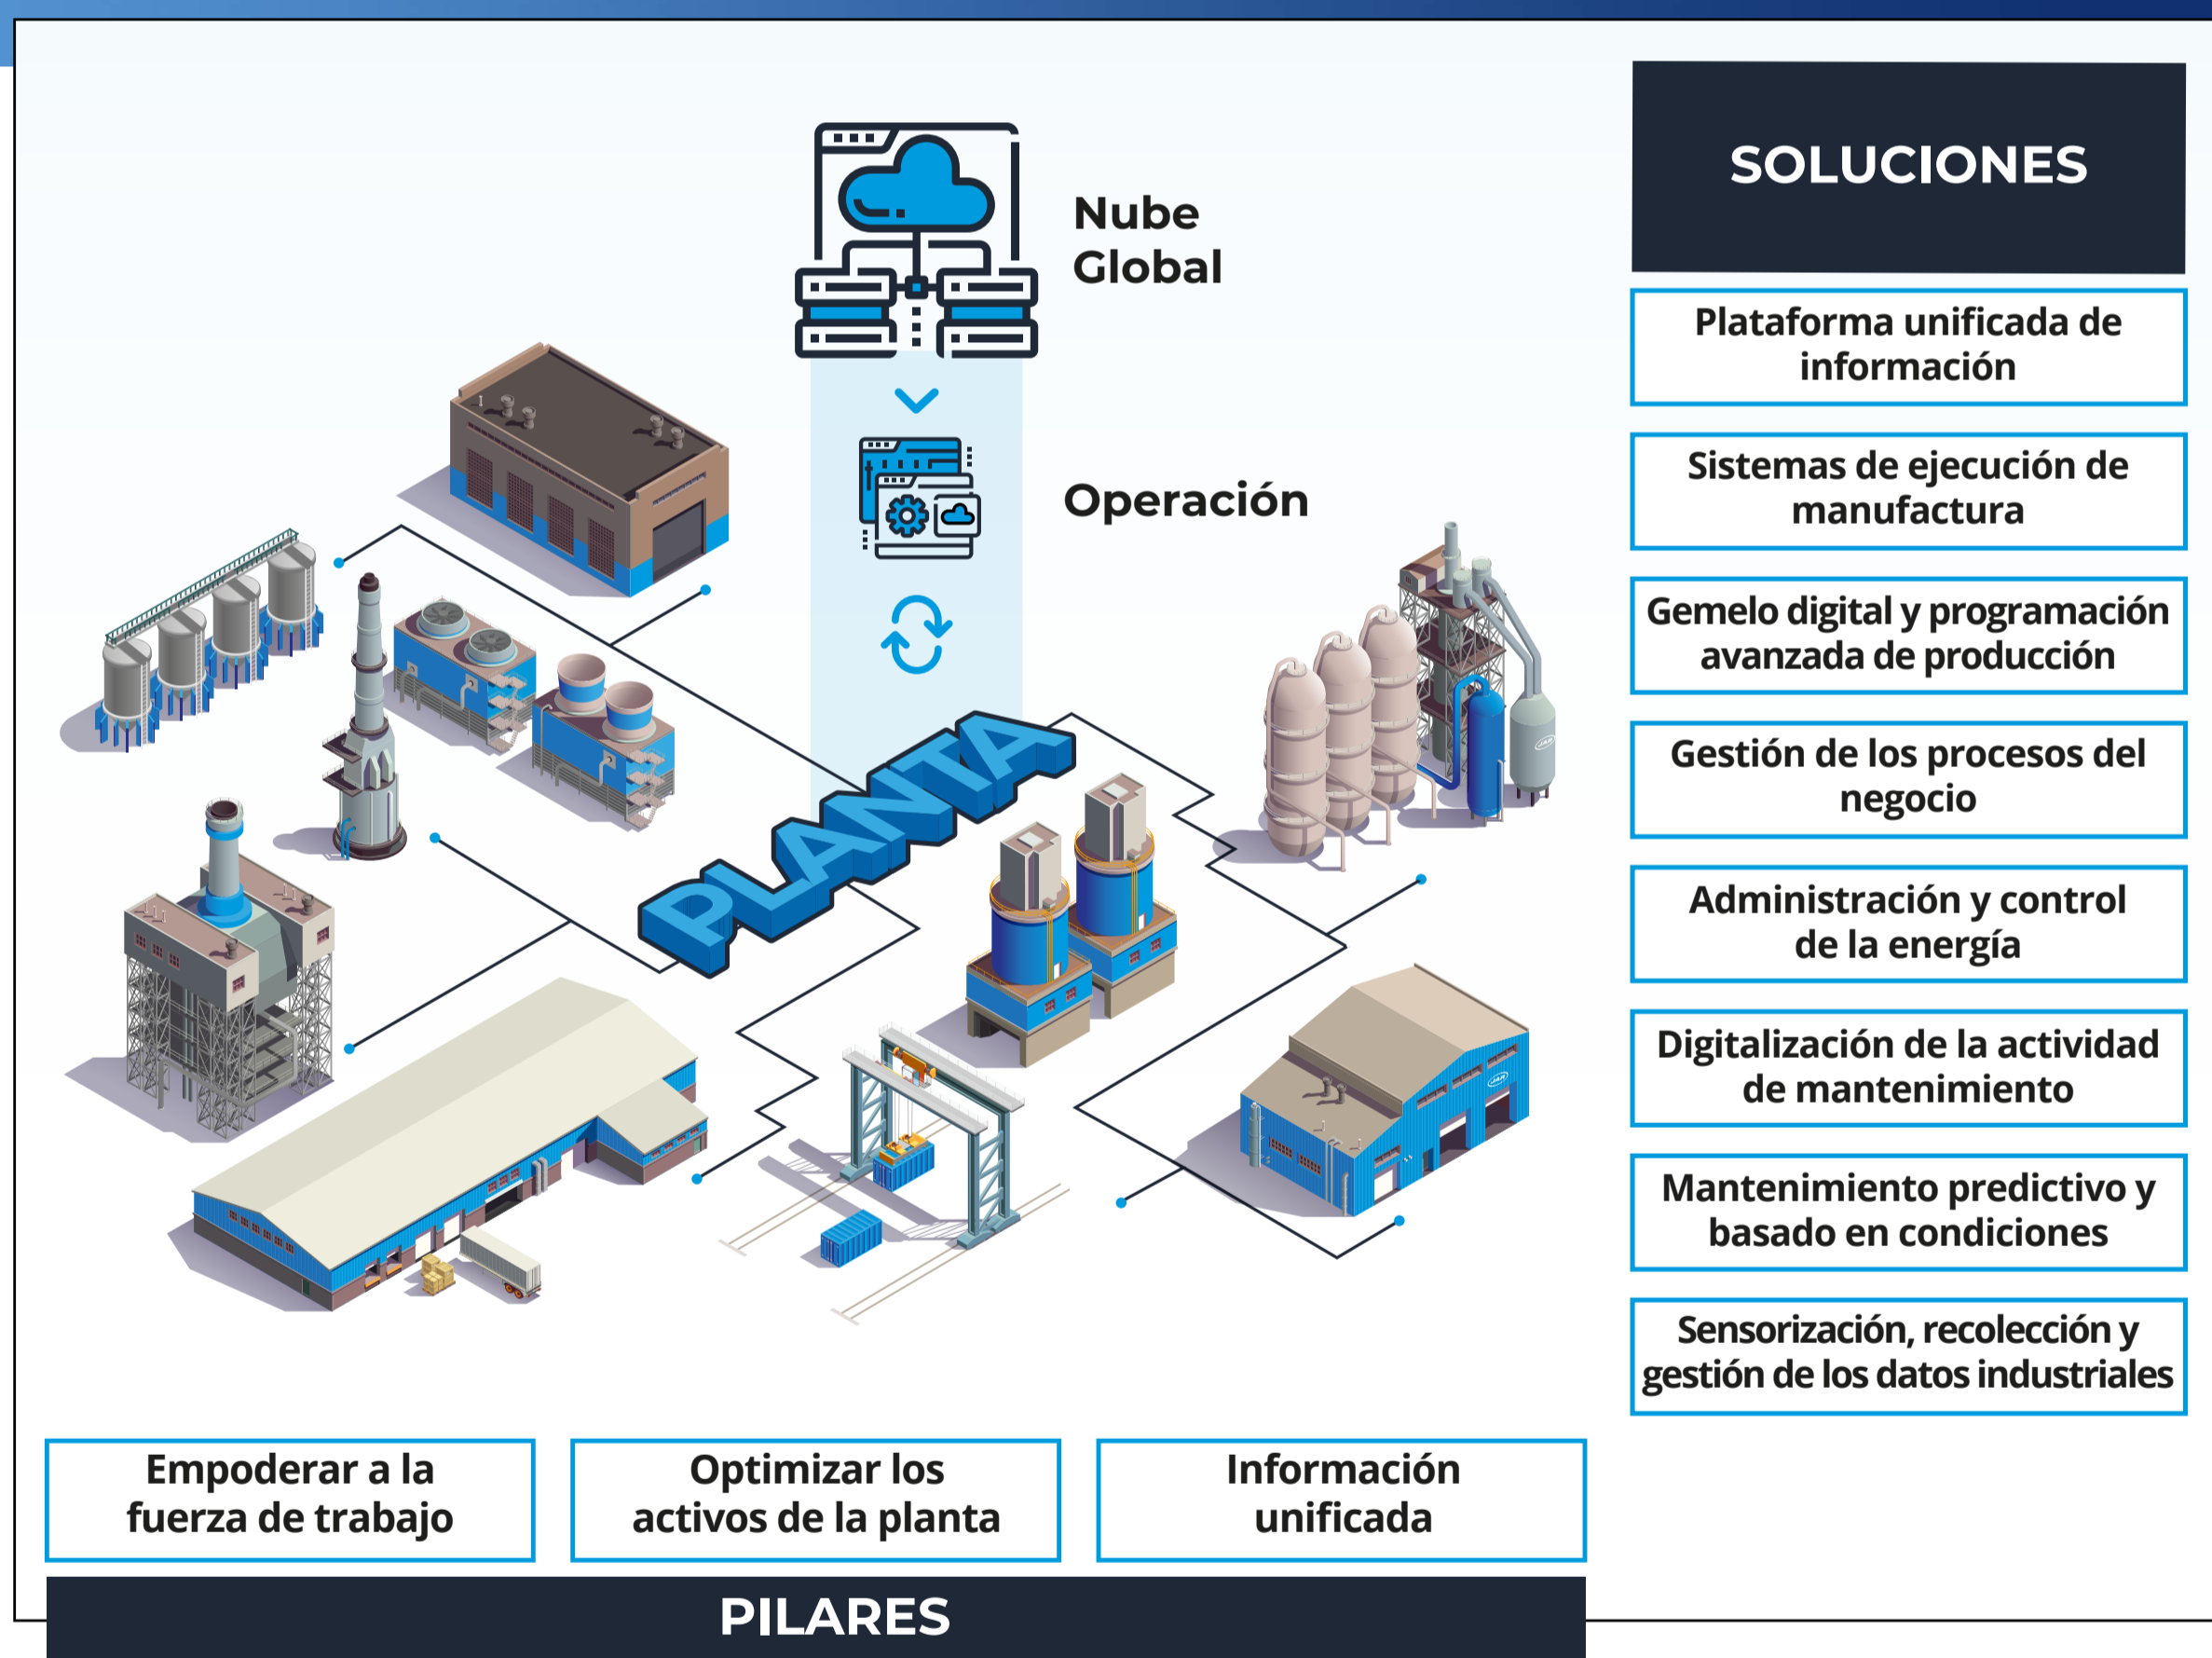 Nube
Global
Operación
PLANTA
SOLUCIONES
Plataforma unificada de
información
Sistemas de ejecución de
manufactura
Gemelo digital y programación
avanzada de producción
Gestión de los procesos del
negocio
Administración y control
de la energía
Digitalización de la actividad
de mantenimiento
Mantenimiento predictivo y
basado en condiciones
Sensorización, recolección y
gestión de los datos industriales
Empoderar a la
fuerza de trabajo
Optimizar los
activos de la planta
Información
unificada
PILARES